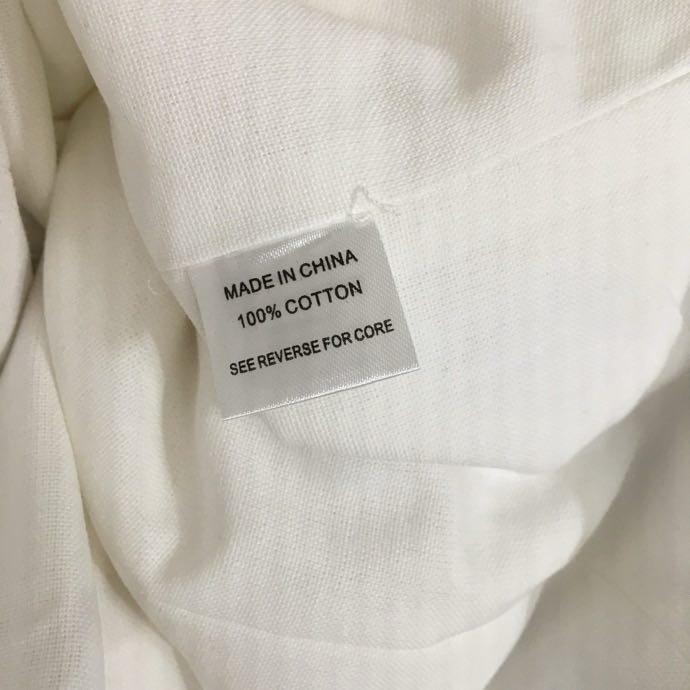 MADE IN CHINA
100% COTTON
SEE REVERSE FOR CORE